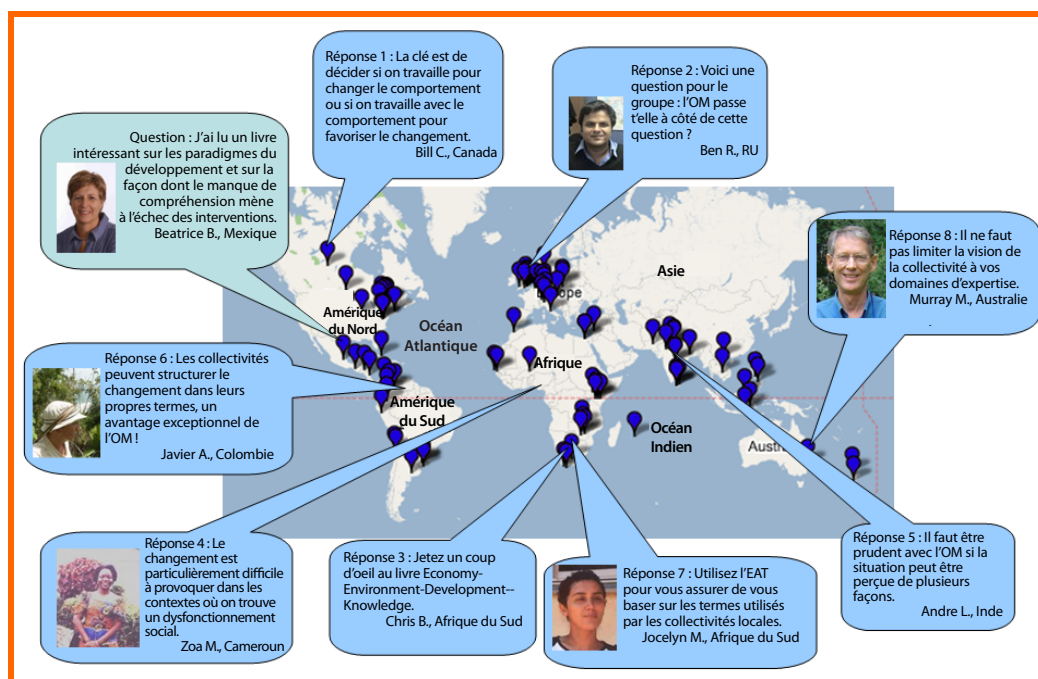 Réponse 1 : La clé est de
décider si on travaille pour
changer le comportement
ou si on travaille avec le
comportement pour
favoriser le changement.
Bill C., Canada
Réponse 2 : Voici une
question pour le
groupe : l'OM passe
t'elle à côté de cette
question ?
Ben R., RU
Question : J'ai lu un livre
intéressant sur les paradigmes du
développement et sur la
façon dont le manque de
compréhension mène
à l'échec des interventions.
Beatrice B., Mexique
Réponse 8 : Il ne faut
pas limiter la vision de
la collectivité à vos
domaines d'expertise.
Murray M., Australie
.
Asie
Europe
Amérique
du Nord
Océan
Atlantique
Afrique
Amérique
du Sud
Océan
Indien
Réponse 6 : Les collectivités
peuvent structurer le
changement dans leurs
propres termes, un
avantage exceptionnel de
l'OM !
Javier A., Colombie
Réponse 4 : Le
changement est
particulièrement difficile
à provoquer dans les
contextes où on trouve
un dysfonctionnement
social.
Zoa M., Cameroun
Réponse 3 : Jetez un coup
d'oeil au livre Economy-
Environment-Development--
Knowledge.
Chris B., Afrique du Sud
Réponse 7 : Utilisez l'EAT
pour vous assurer de vous
baser sur les termes utilisés
par les collectivités locales.
Jocelyn M., Afrique du Sud
Réponse 5 : Il faut être
prudent avec l'OM si la
situation peut être
perçue de plusieurs
façons.
Andre L., Inde